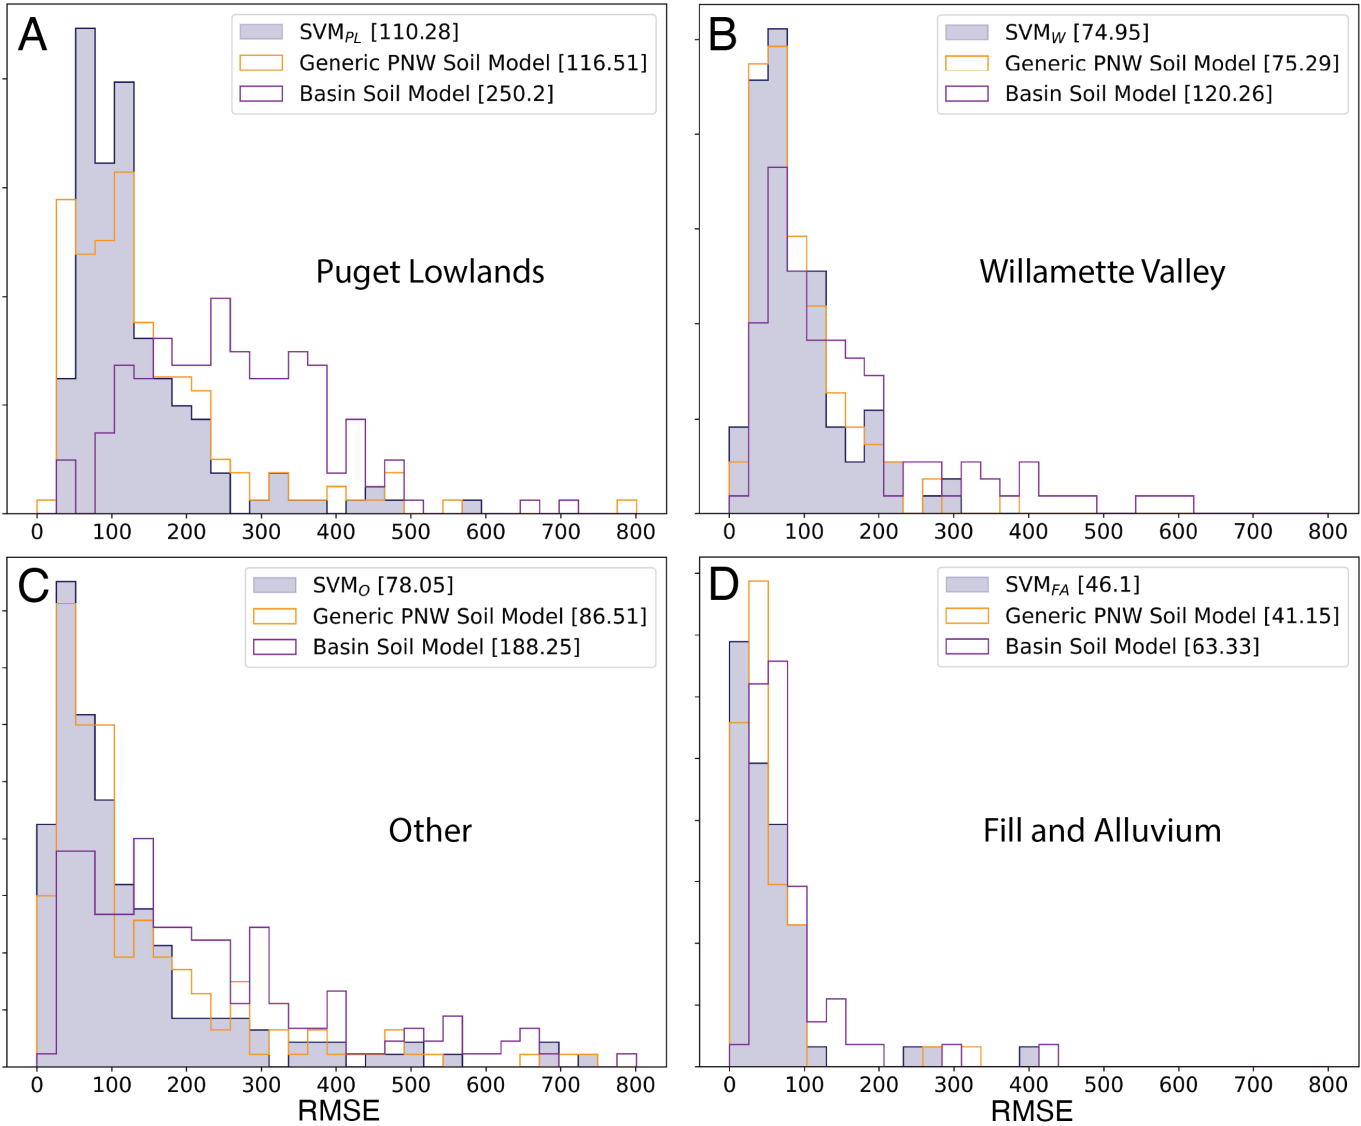 A
SVM_PL [110.28]
Generic PNW Soil Model [116.51]
Basin Soil Model [250.2]
Puget Lowlands
0 100 200 300 400 500 600 700 800
B
SVM_W [74.95]
Generic PNW Soil Model [75.29]
Basin Soil Model [120.26]
Willamette Valley
0 100 200 300 400 500 600 700 800
C
SVM_O [78.05]
Generic PNW Soil Model [86.51]
Basin Soil Model [188.25]
Other
0 100 200 300 400 500 600 700 800
RMSE
D
SVM_FA [46.1]
Generic PNW Soil Model [41.15]
Basin Soil Model [63.33]
Fill and Alluvium
0 100 200 300 400 500 600 700 800
RMSE